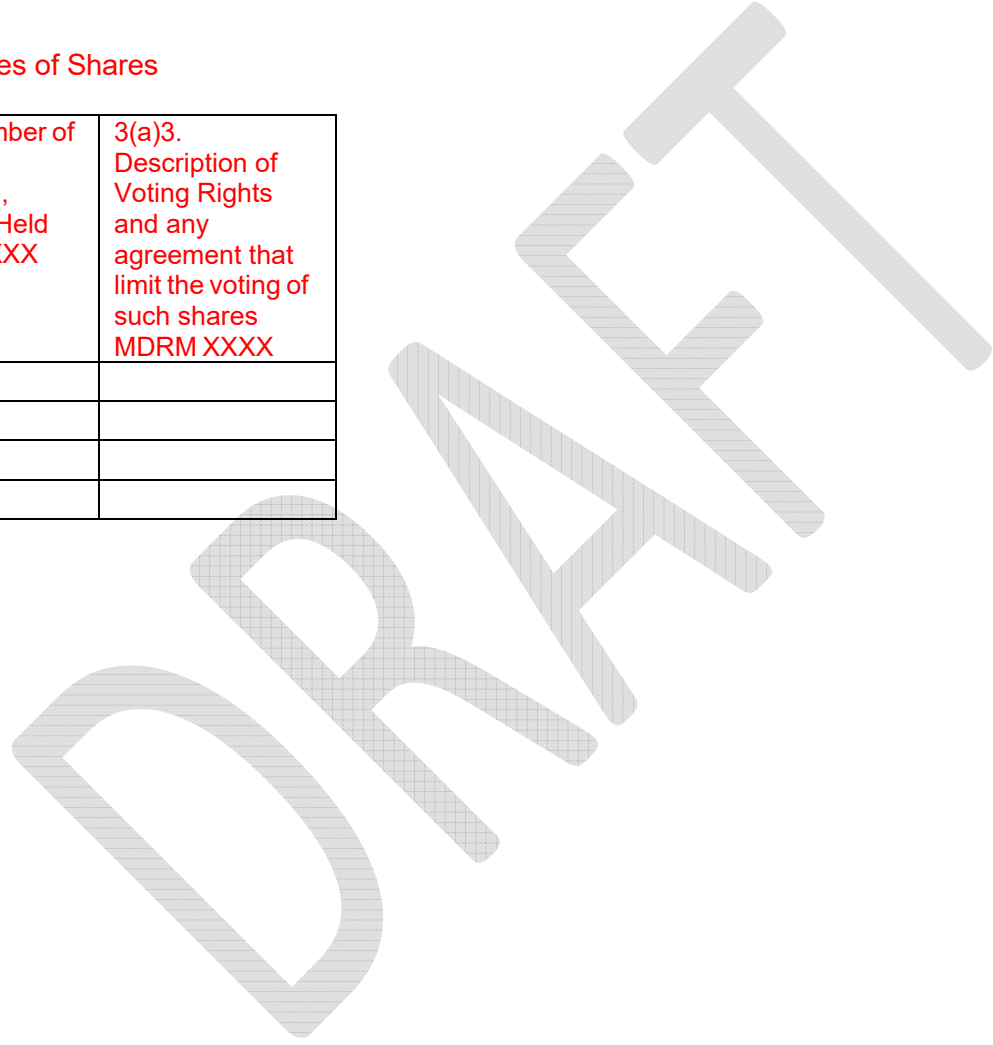 es of Shares
mber of
,
Held
XX
3(a)3.
Description of
Voting Rights
and any
agreement that
limit the voting of
such shares
MDRM XXXX
DRAFT